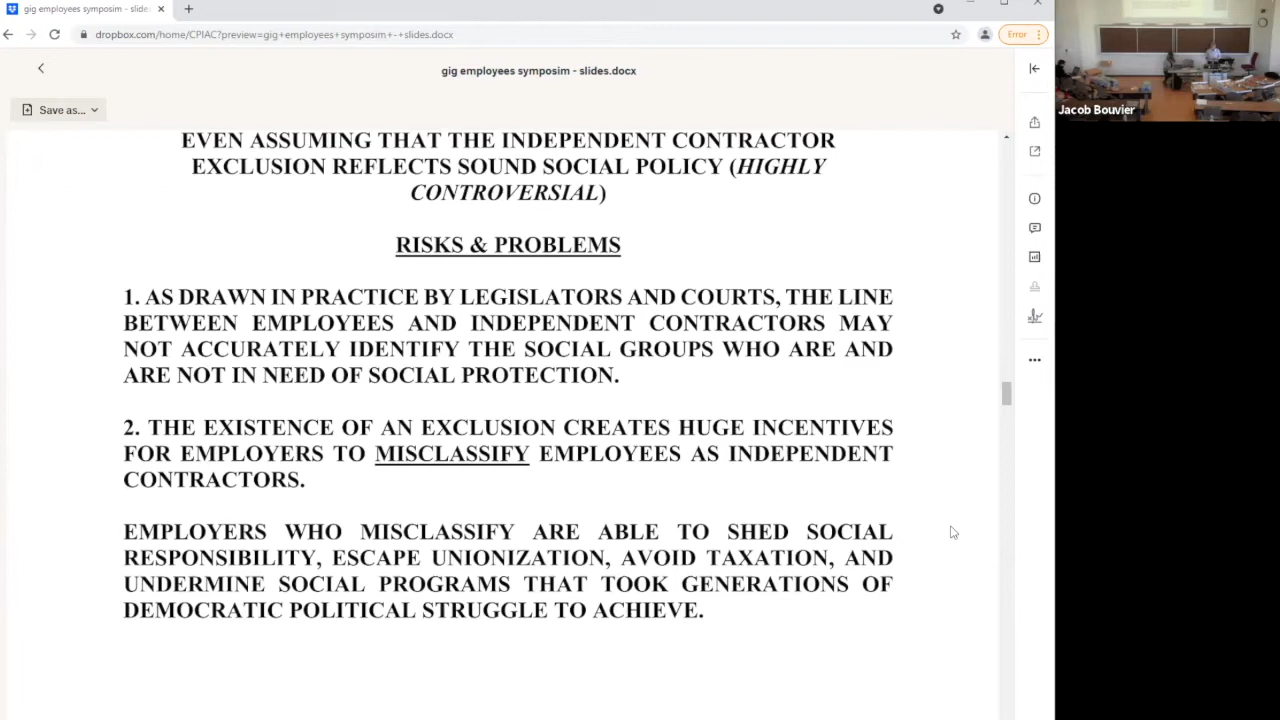 gig employees symposim - slides
dropbox.com/home/CPIAC?preview=gig+employees+symposim+-+slides.docx
Error
gig employees symposim - slides.docx
Save as...
Jacob Bouvier
EVEN ASSUMING THAT THE INDEPENDENT CONTRACTOR
EXCLUSION REFLECTS SOUND SOCIAL POLICY (HIGHLY
CONTROVERSIAL)
RISKS & PROBLEMS
1. AS DRAWN IN PRACTICE BY LEGISLATORS AND COURTS, THE LINE
BETWEEN EMPLOYEES AND INDEPENDENT CONTRACTORS MAY
NOT ACCURATELY IDENTIFY THE SOCIAL GROUPS WHO ARE AND
ARE NOT IN NEED OF SOCIAL PROTECTION.
2. THE EXISTENCE OF AN EXCLUSION CREATES HUGE INCENTIVES
FOR EMPLOYERS TO MISCLASSIFY EMPLOYEES AS INDEPENDENT
CONTRACTORS.
EMPLOYERS WHO MISCLASSIFY ARE ABLE TO SHED SOCIAL
RESPONSIBILITY, ESCAPE UNIONIZATION, AVOID TAXATION, AND
UNDERMINE SOCIAL PROGRAMS THAT TOOK GENERATIONS OF
DEMOCRATIC POLITICAL STRUGGLE TO ACHIEVE.